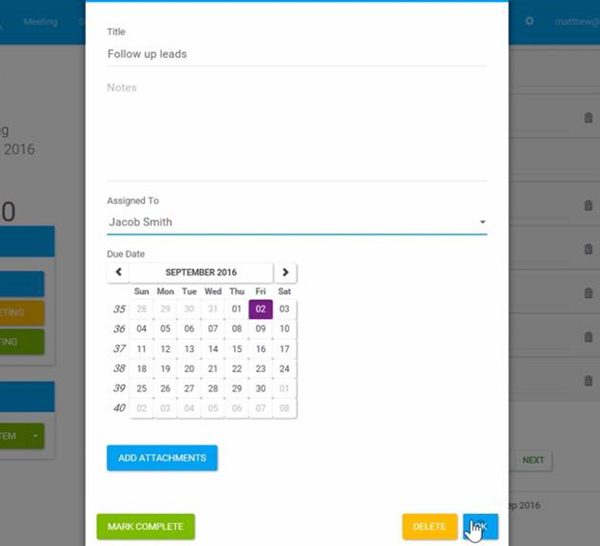 Meeting
matthew@
Title
Follow up leads
Notes
2016
0
Assigned To
Jacob Smith
Due Date
SEPTEMBER 2016
Sun Mon Tue Wed Thu Fri Sat
35 28 29 30 31 01 02 03
36 04 05 06 07 08 09 10
37 11 12 13 14 15 16 17
38 18 19 20 21 22 23 24
39 25 26 27 28 29 30 01
40 02 03 04 05 06 07 08
ETING
TING
TEM
ADD ATTACHMENTS
NEXT
ep 2016
MARK COMPLETE
DELETE